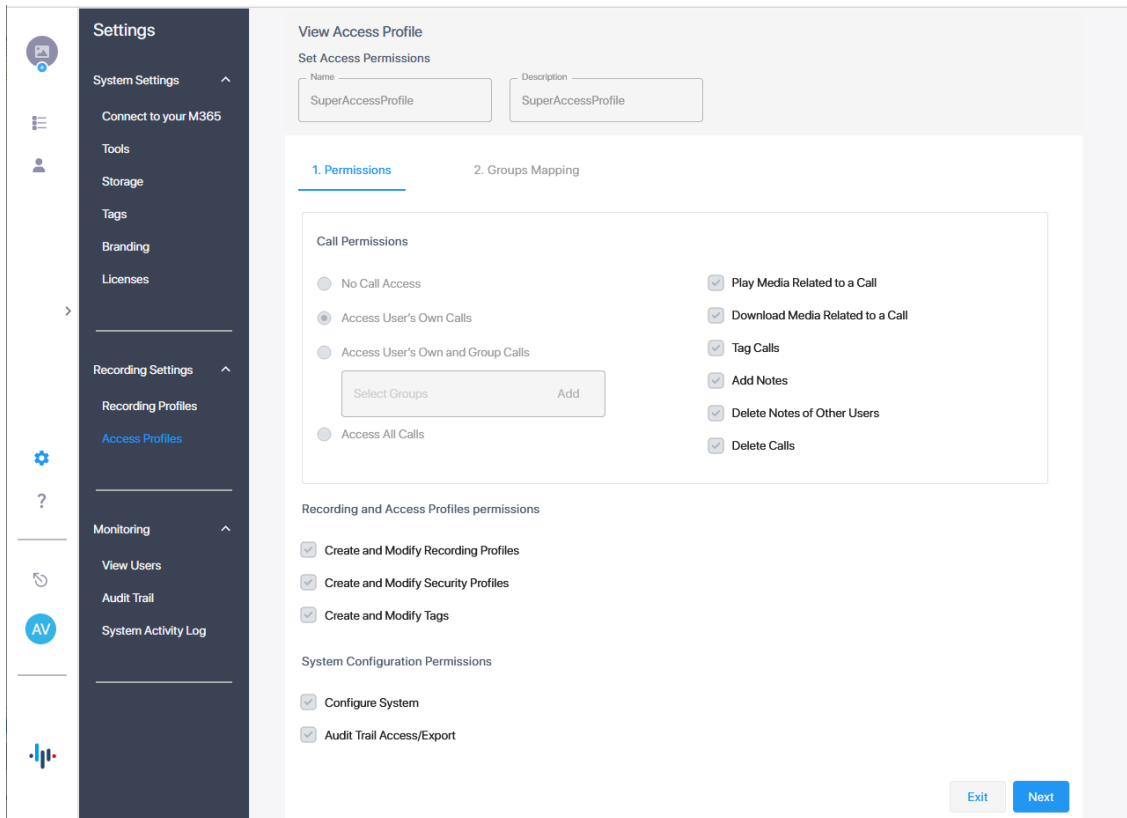 Settings
System Settings
Connect to your M365
Tools
Storage
Tags
Branding
Licenses
Recording Settings
Recording Profiles
Access Profiles
?
Monitoring
View Users
Audit Trail
System Activity Log
AV
View Access Profile
Set Access Permissions
Name
SuperAccessProfile
Description
SuperAccessProfile
1. Permissions
2. Groups Mapping
Call Permissions
No Call Access
Access User's Own Calls
Access User's Own and Group Calls
Select Groups Add
Access All Calls
Play Media Related to a Call
Download Media Related to a Call
Tag Calls
Add Notes
Delete Notes of Other Users
Delete Calls
Recording and Access Profiles permissions
Create and Modify Recording Profiles
Create and Modify Security Profiles
Create and Modify Tags
System Configuration Permissions
Configure System
Audit Trail Access/Export
Exit
Next